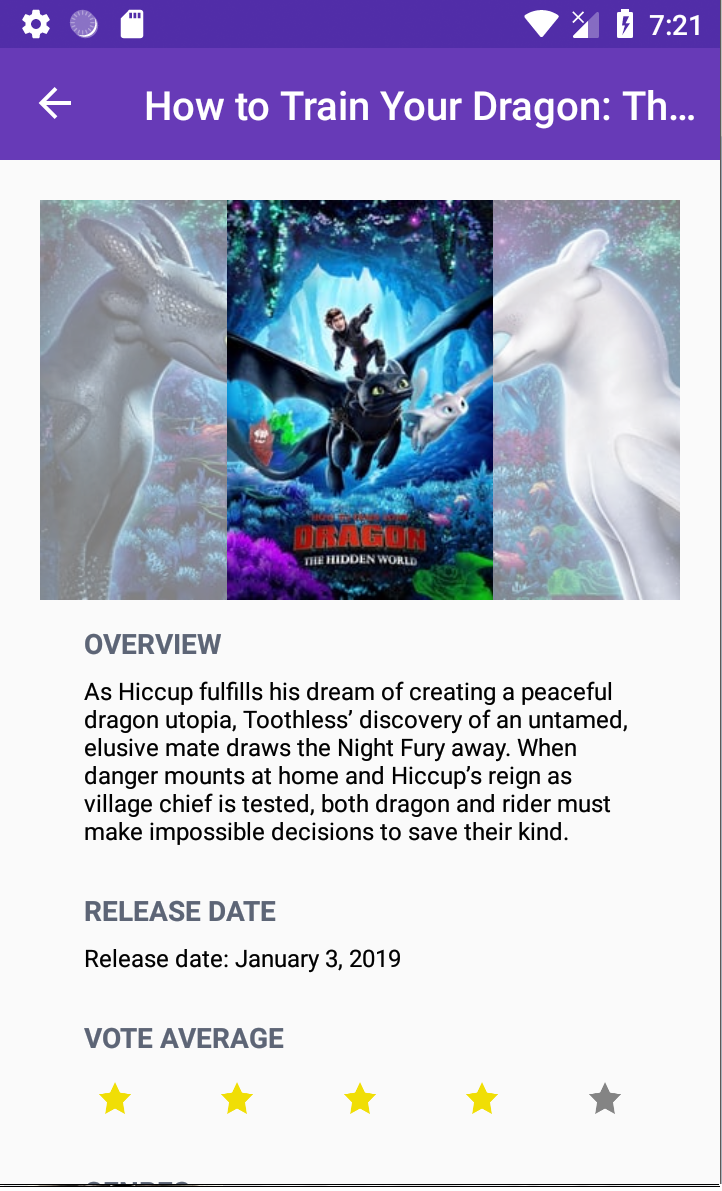 7:21
How to Train Your Dragon: Th…
DRAGON
THE HIDDEN WORLD
OVERVIEW
As Hiccup fulfills his dream of creating a peaceful
dragon utopia, Toothless’ discovery of an untamed,
elusive mate draws the Night Fury away. When
danger mounts at home and Hiccup’s reign as
village chief is tested, both dragon and rider must
make impossible decisions to save their kind.
RELEASE DATE
Release date: January 3, 2019
VOTE AVERAGE